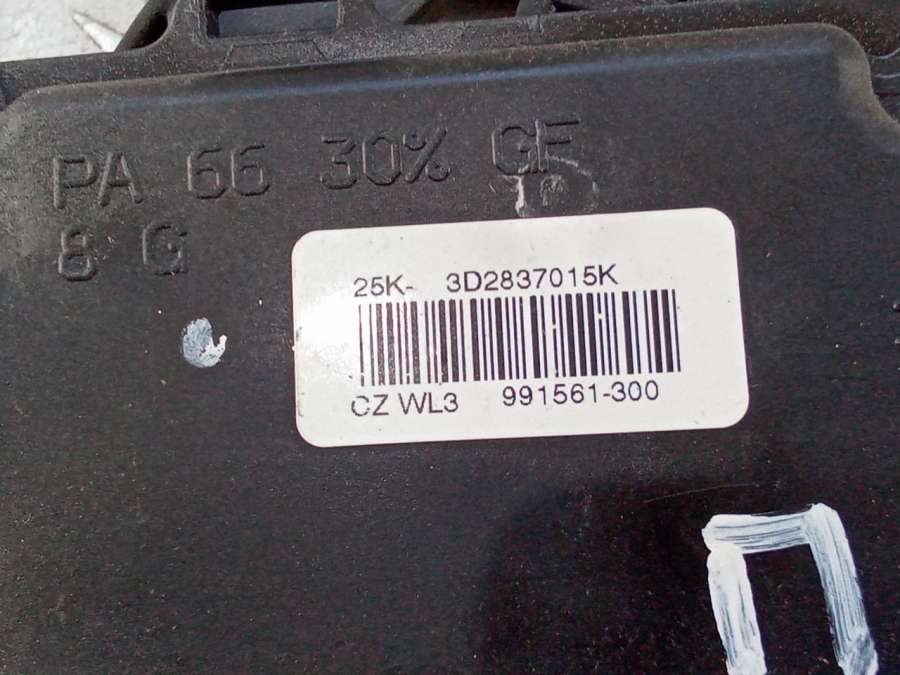 PA 66 30% GF
8 G
25K- 3D2837015K
CZ WL3 991561-300
П